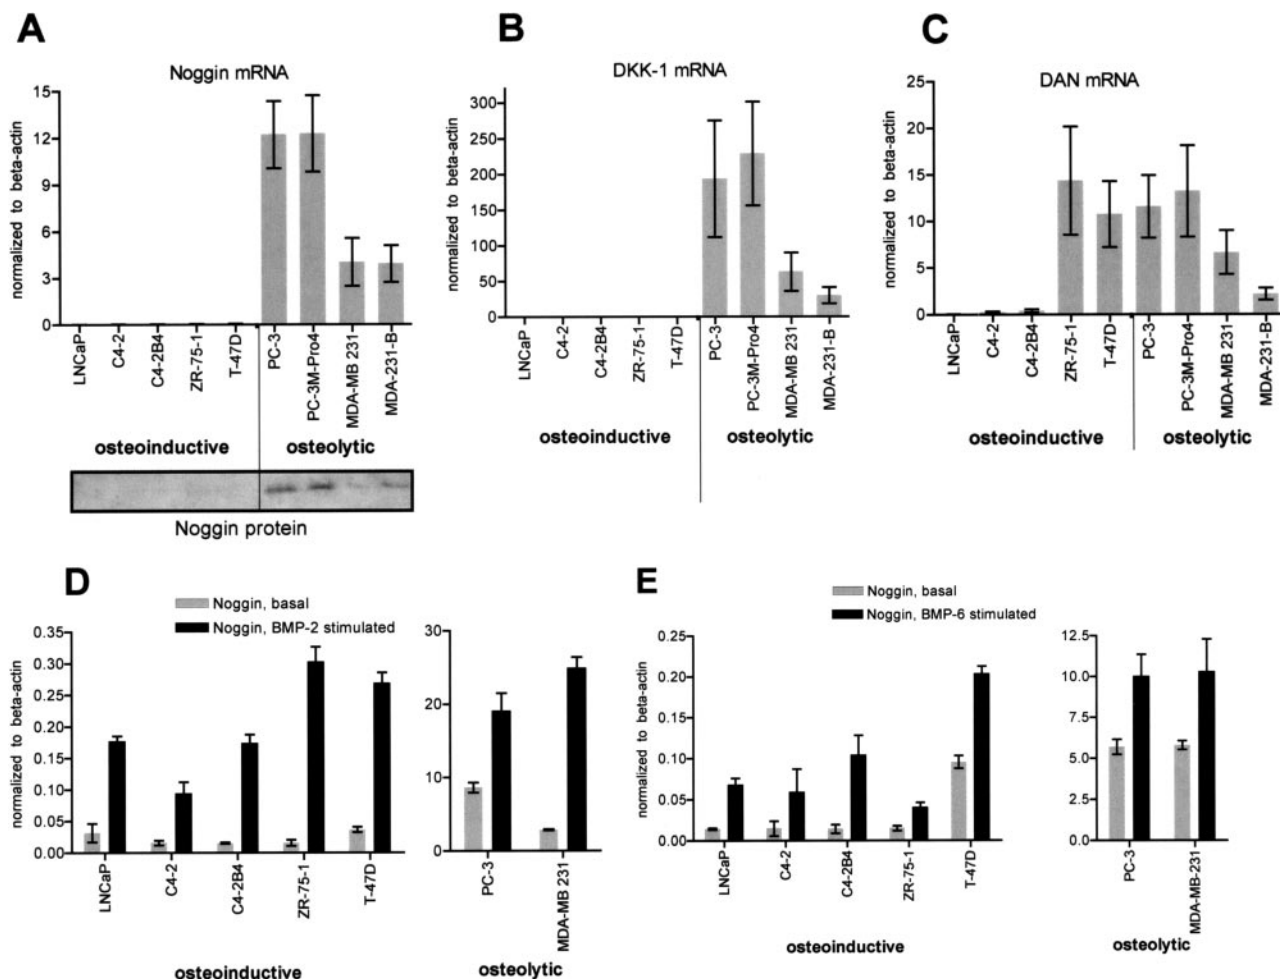 A
Noggin mRNA
normalized to beta-actin
15
12
9
6
3
0
LNCaP
C4-2
C4-2B4
ZR-75-1
T-47D
PC-3
PC-3M-Pro4
MDA-MB 231
MDA-231-B
osteoinductive
osteolytic
Noggin protein
B
DKK-1 mRNA
normalized to beta-actin
300
250
200
150
100
50
0
LNCaP
C4-2
C4-2B4
ZR-75-1
T-47D
PC-3
PC-3M-Pro4
MDA-MB 231
MDA-231-B
osteoinductive
osteolytic
C
DAN mRNA
normalized to beta-actin
25
20
15
10
5
0
LNCaP
C4-2
C4-2B4
ZR-75-1
T-47D
PC-3
PC-3M-Pro4
MDA-MB 231
MDA-231-B
osteoinductive
osteolytic
D
Noggin, basal
Noggin, BMP-2 stimulated
normalized to beta-actin
0.35
0.30
0.25
0.20
0.15
0.10
0.05
0.00
LNCaP
C4-2
C4-2B4
ZR-75-1
T-47D
osteoinductive
30
20
10
0
PC-3
MDA-MB 231
osteolytic
E
Noggin, basal
Noggin, BMP-6 stimulated
normalized to beta-actin
0.25
0.20
0.15
0.10
0.05
0.00
LNCaP
C4-2
C4-2B4
ZR-75-1
T-47D
osteoinductive
12.5
10.0
7.5
5.0
2.5
0.0
PC-3
MDA-MB-231
osteolytic